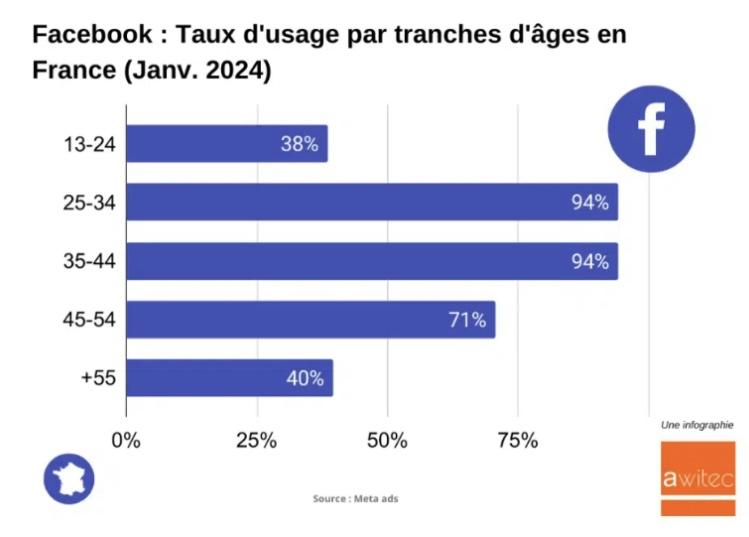 Facebook : Taux d'usage par tranches d'âges en
France (Janv. 2024)
f
13-24
38%
25-34
94%
35-44
94%
45-54
71%
+55
40%
0%
25%
50%
75%
Une infographie
awitec
Source : Meta ads